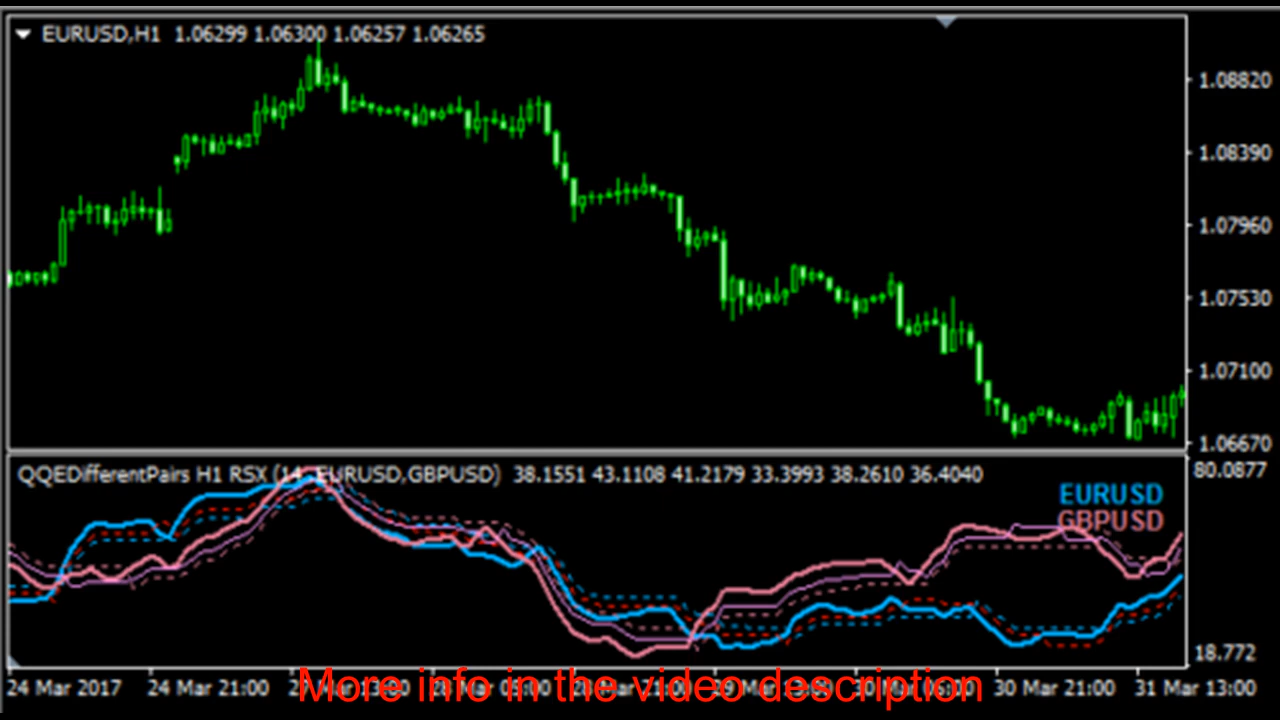 EURUSD,H1 1.06299 1.06300 1.06257 1.06265
1.08820
1.08390
1.07960
1.07530
1.07100
1.06670
QQEDifferentPairs H1 RSX (14, EURUSD,GBPUSD) 38.1551 43.1108 41.2179 33.3993 38.2610 36.4040
80.0877
EURUSD
GBPUSD
18.772
24 Mar 2017 24 Mar 21:00 30 Mar 21:00 31 Mar 13:00
More info in the video description